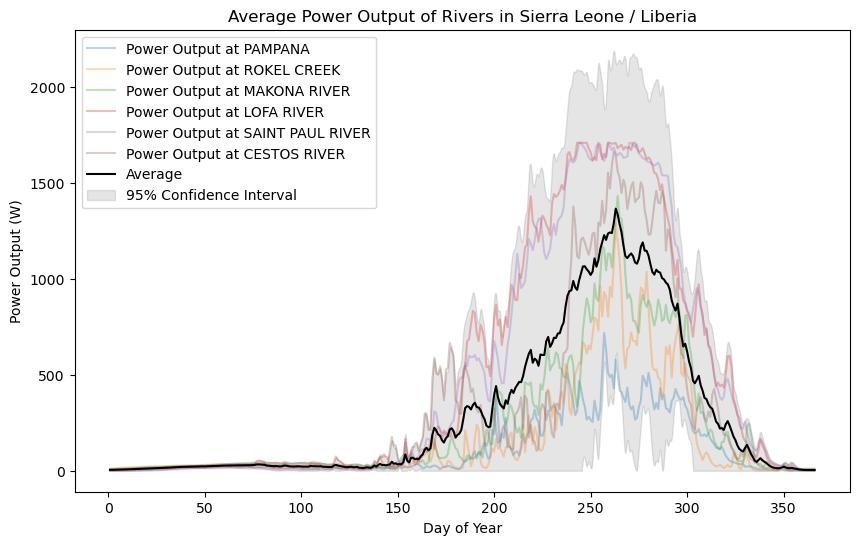 Average Power Output of Rivers in Sierra Leone / Liberia
Power Output at PAMPANA
Power Output at ROKEL CREEK
Power Output at MAKONA RIVER
Power Output at LOFA RIVER
Power Output at SAINT PAUL RIVER
Power Output at CESTOS RIVER
Average
95% Confidence Interval
Power Output (W)
2000
1500
1000
500
0
0 50 100 150 200 250 300 350
Day of Year